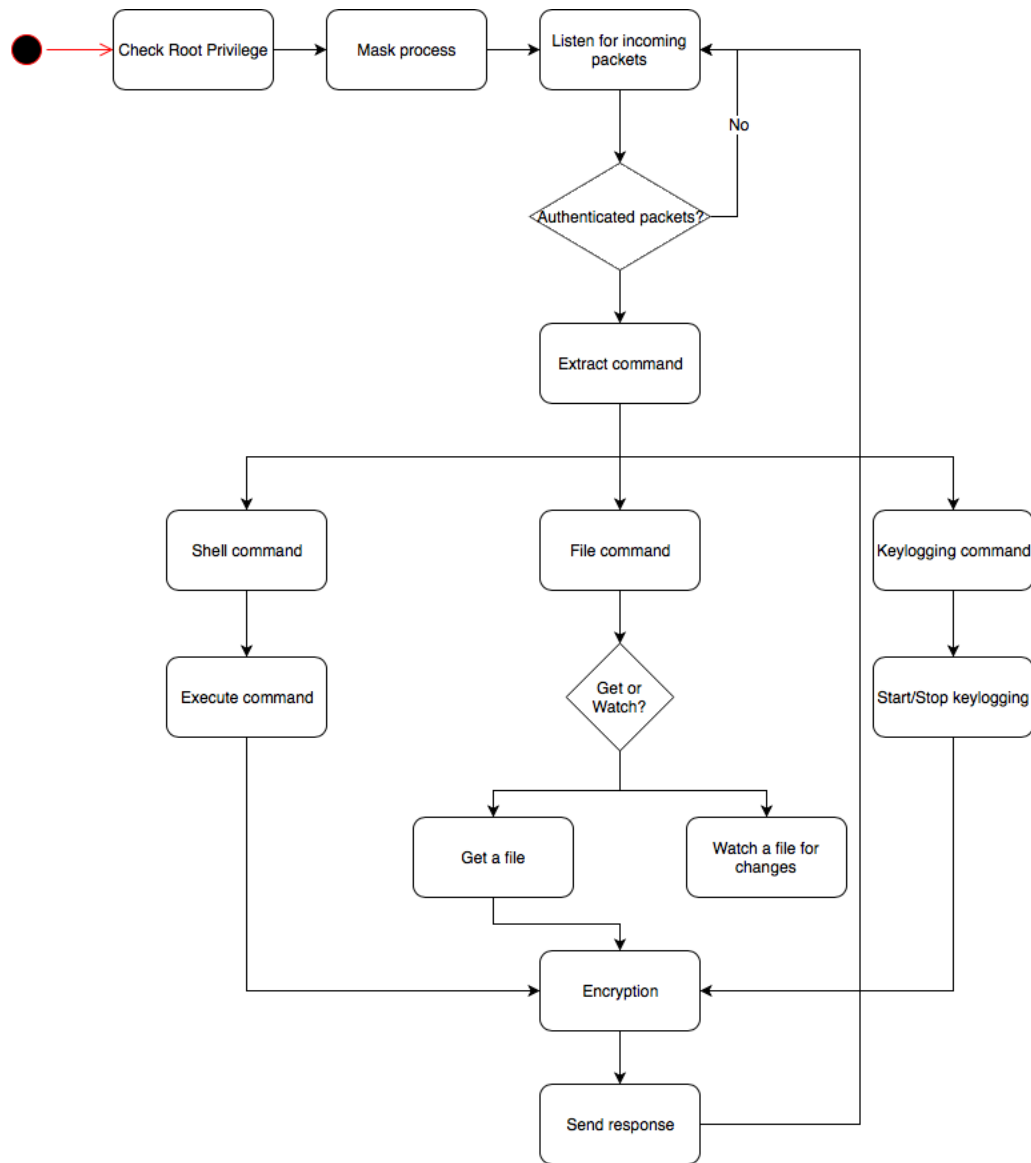 Check Root Privilege
Mask process
Listen for incoming
packets
No
Authenticated packets?
Extract command
Shell command
File command
Keylogging command
Execute command
Get or
Watch?
Start/Stop keylogging
Get a file
Watch a file for
changes
Encryption
Send response